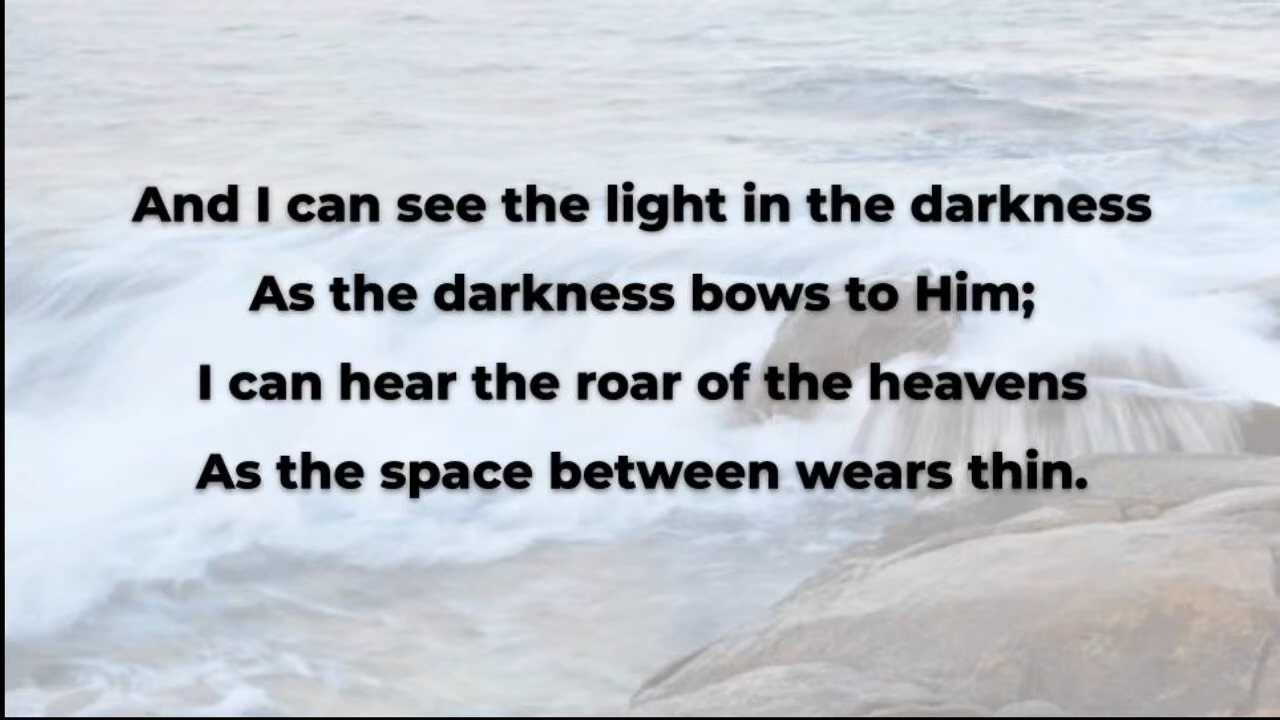 And I can see the light in the darkness
As the darkness bows to Him;
I can hear the roar of the heavens
As the space between wears thin.